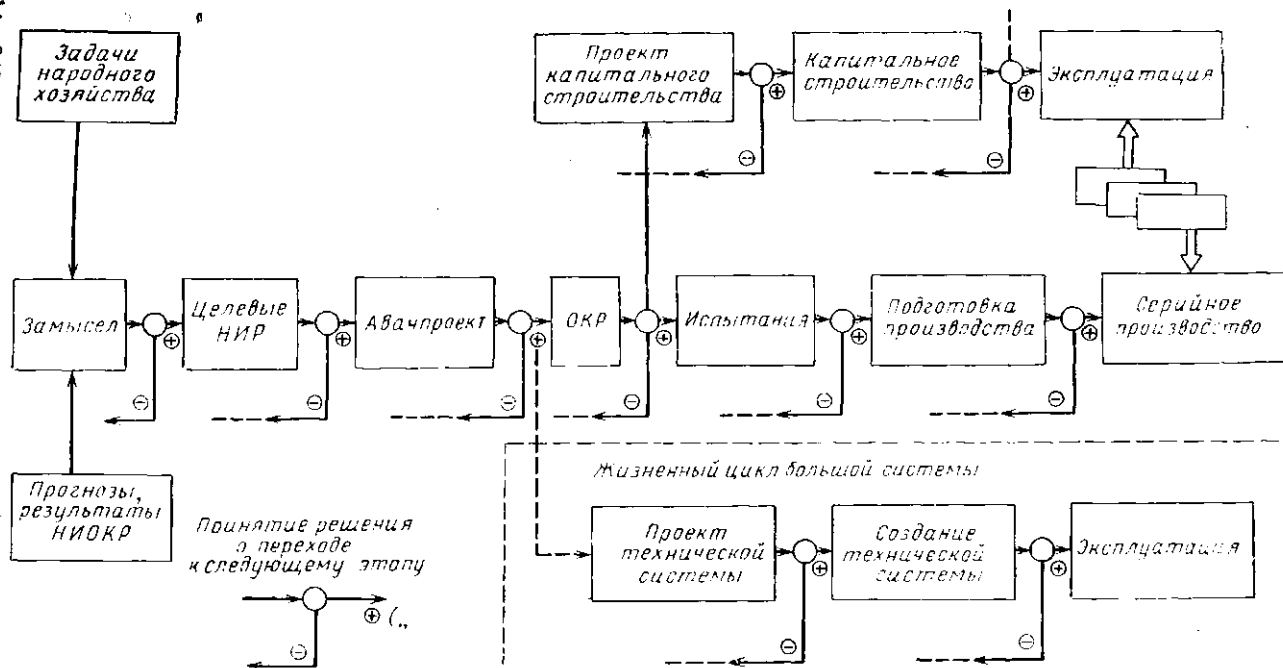 Задачи
народного
хозяйства
Проект
капитального
строительства
⊕
⊖
Капитальное
строительство
⊕
⊖
Эксплуатация
Замысел
⊕
⊖
Целевые
НИР
⊕
⊖
Авачпроект
⊕
⊖
ОКР
⊕
⊖
Испытания
⊕
⊖
Подготовка
производства
⊕
⊖
Серийное
производство
Прогнозы,
результаты
НИОКР
Принятие решения
о переходе
к следующему этапу
⊕ („
⊖
Жизненный цикл большой системы
Проект
технической
системы
⊕
⊖
Создание
технической
системы
⊕
⊖
Эксплуатация